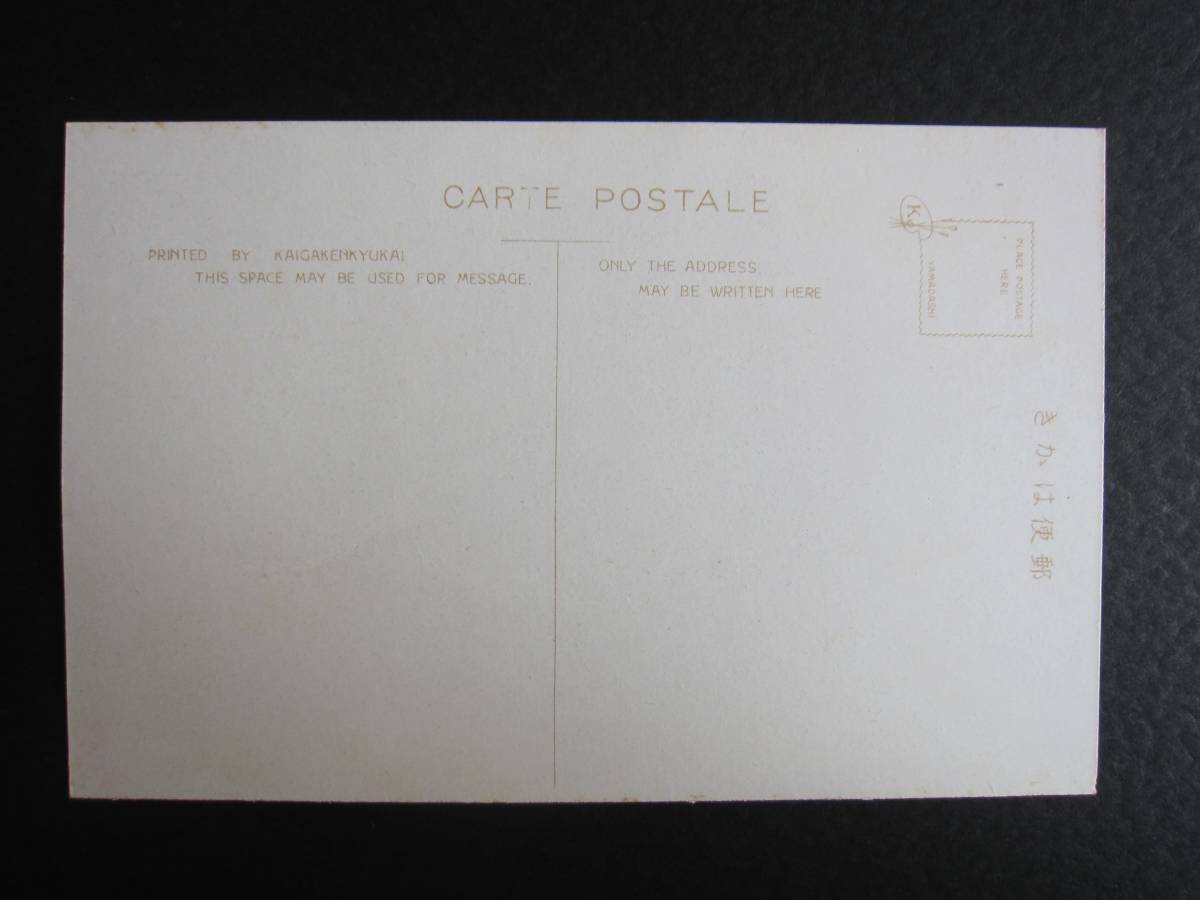 CARTE POSTALE
PRINTED BY KAIGAKENKYUKAI
THIS SPACE MAY BE USED FOR MESSAGE.
ONLY THE ADDRESS
MAY BE WRITTEN HERE
K
PLACE POSTAGE
HERE
YAMADASHI
きかは便郵